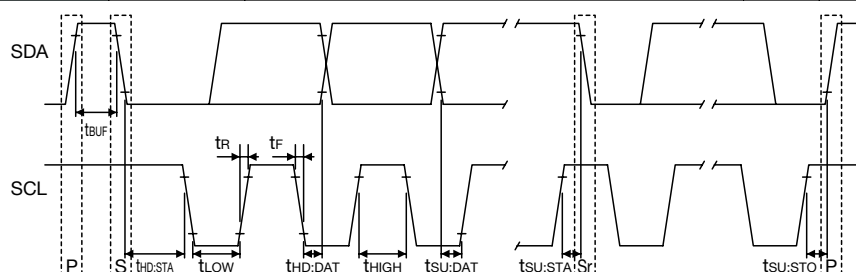 SDA
tBUF
tR tF
SCL
P S tHD:STA tLOW tHD:DAT tHIGH tSU:DAT tSU:STA Sr tSU:STO P